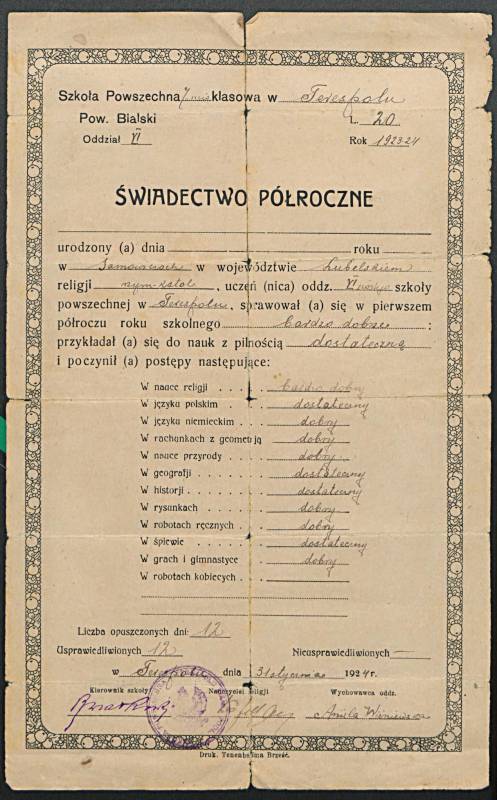 Szkoła Powszechna 7 klasowa w Terespolu
Pow. Bialski L. 20
Oddział VI Rok 1923-24
ŚWIADECTWO PÓŁROCZNE
urodzony (a) dnia roku
w w województwie Lubelskiem
religji rzym-katol. uczeń (nica) oddz. VI szkoły
powszechnej w Terespolu, sprawował (a) się w pierwszem
półroczu roku szkolnego bardzo dobrze ;
przykładał (a) się do nauk z pilnością dostateczną
i poczynił (a) postępy następujące:
W nauce religji . . . . bardzo dobry
W języku polskim . . . dostateczny
W języku niemieckim . . dobry
W rachunkach z geometrją dobry
W nauce przyrody . . . dobry
W geografji . . . . . . . dostateczny
W historji . . . . . . . . dostateczny
W rysunkach . . . . . dobry
W robotach ręcznych . . . dobry
W śpiewie . . . . . . . dostateczny
W grach i gimnastyce dobry
W robotach kobiecych . . .
Liczba opuszczonych dni: 12
Usprawiedliwionych 12 Nieusprawiedliwionych —
w Terespolu dnia 31 stycznia 1924 r.
Kierownik szkoły Nauczyciel religji Wychowawca oddz.
Druk. Tenenbejma Brześć.